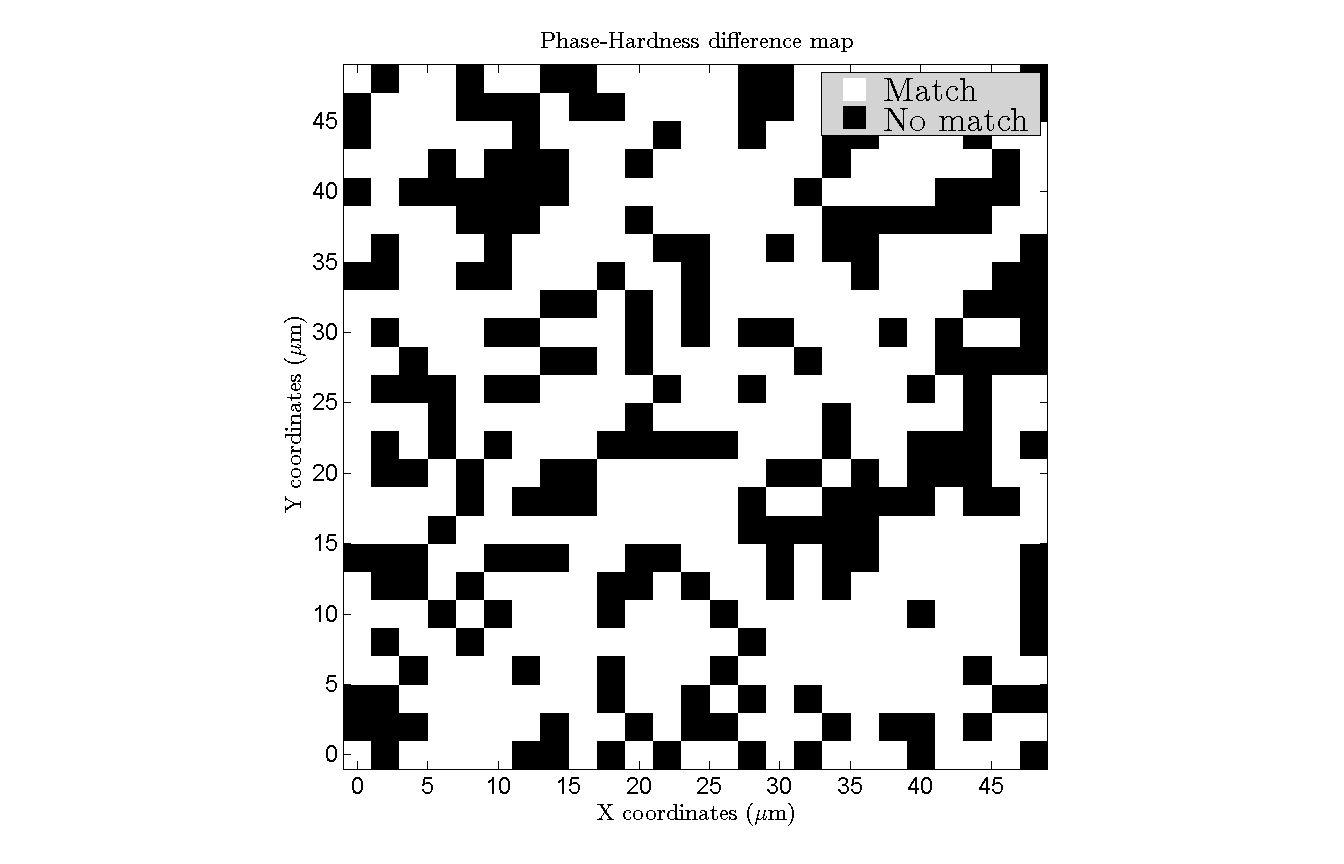 Phase-Hardness difference map
Match
No match
45
40
35
30
25
20
15
10
5
0
Y coordinates (μm)
0 5 10 15 20 25 30 35 40 45
X coordinates (μm)